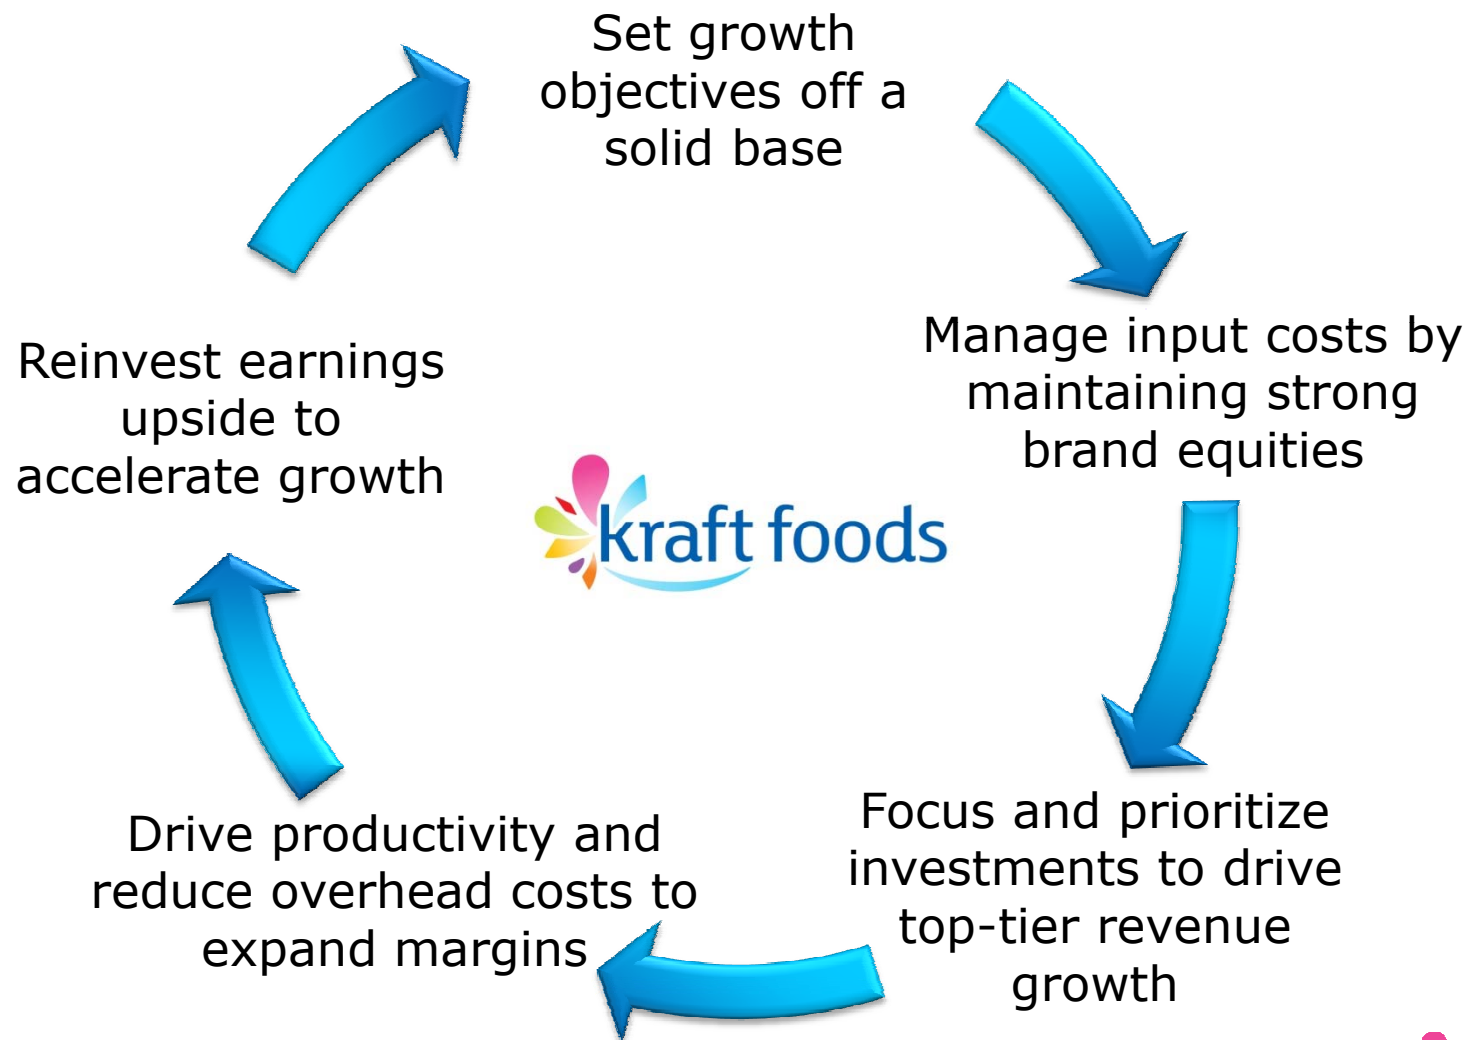 Set growth
objectives off a
solid base
Manage input costs by
maintaining strong
brand equities
Focus and prioritize
investments to drive
top-tier revenue
growth
Drive productivity and
reduce overhead costs to
expand margins
Reinvest earnings
upside to
accelerate growth
kraft foods